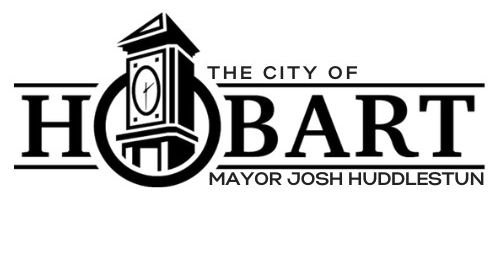 THE CITY OF
HOBART
MAYOR JOSH HUDDLESTUN